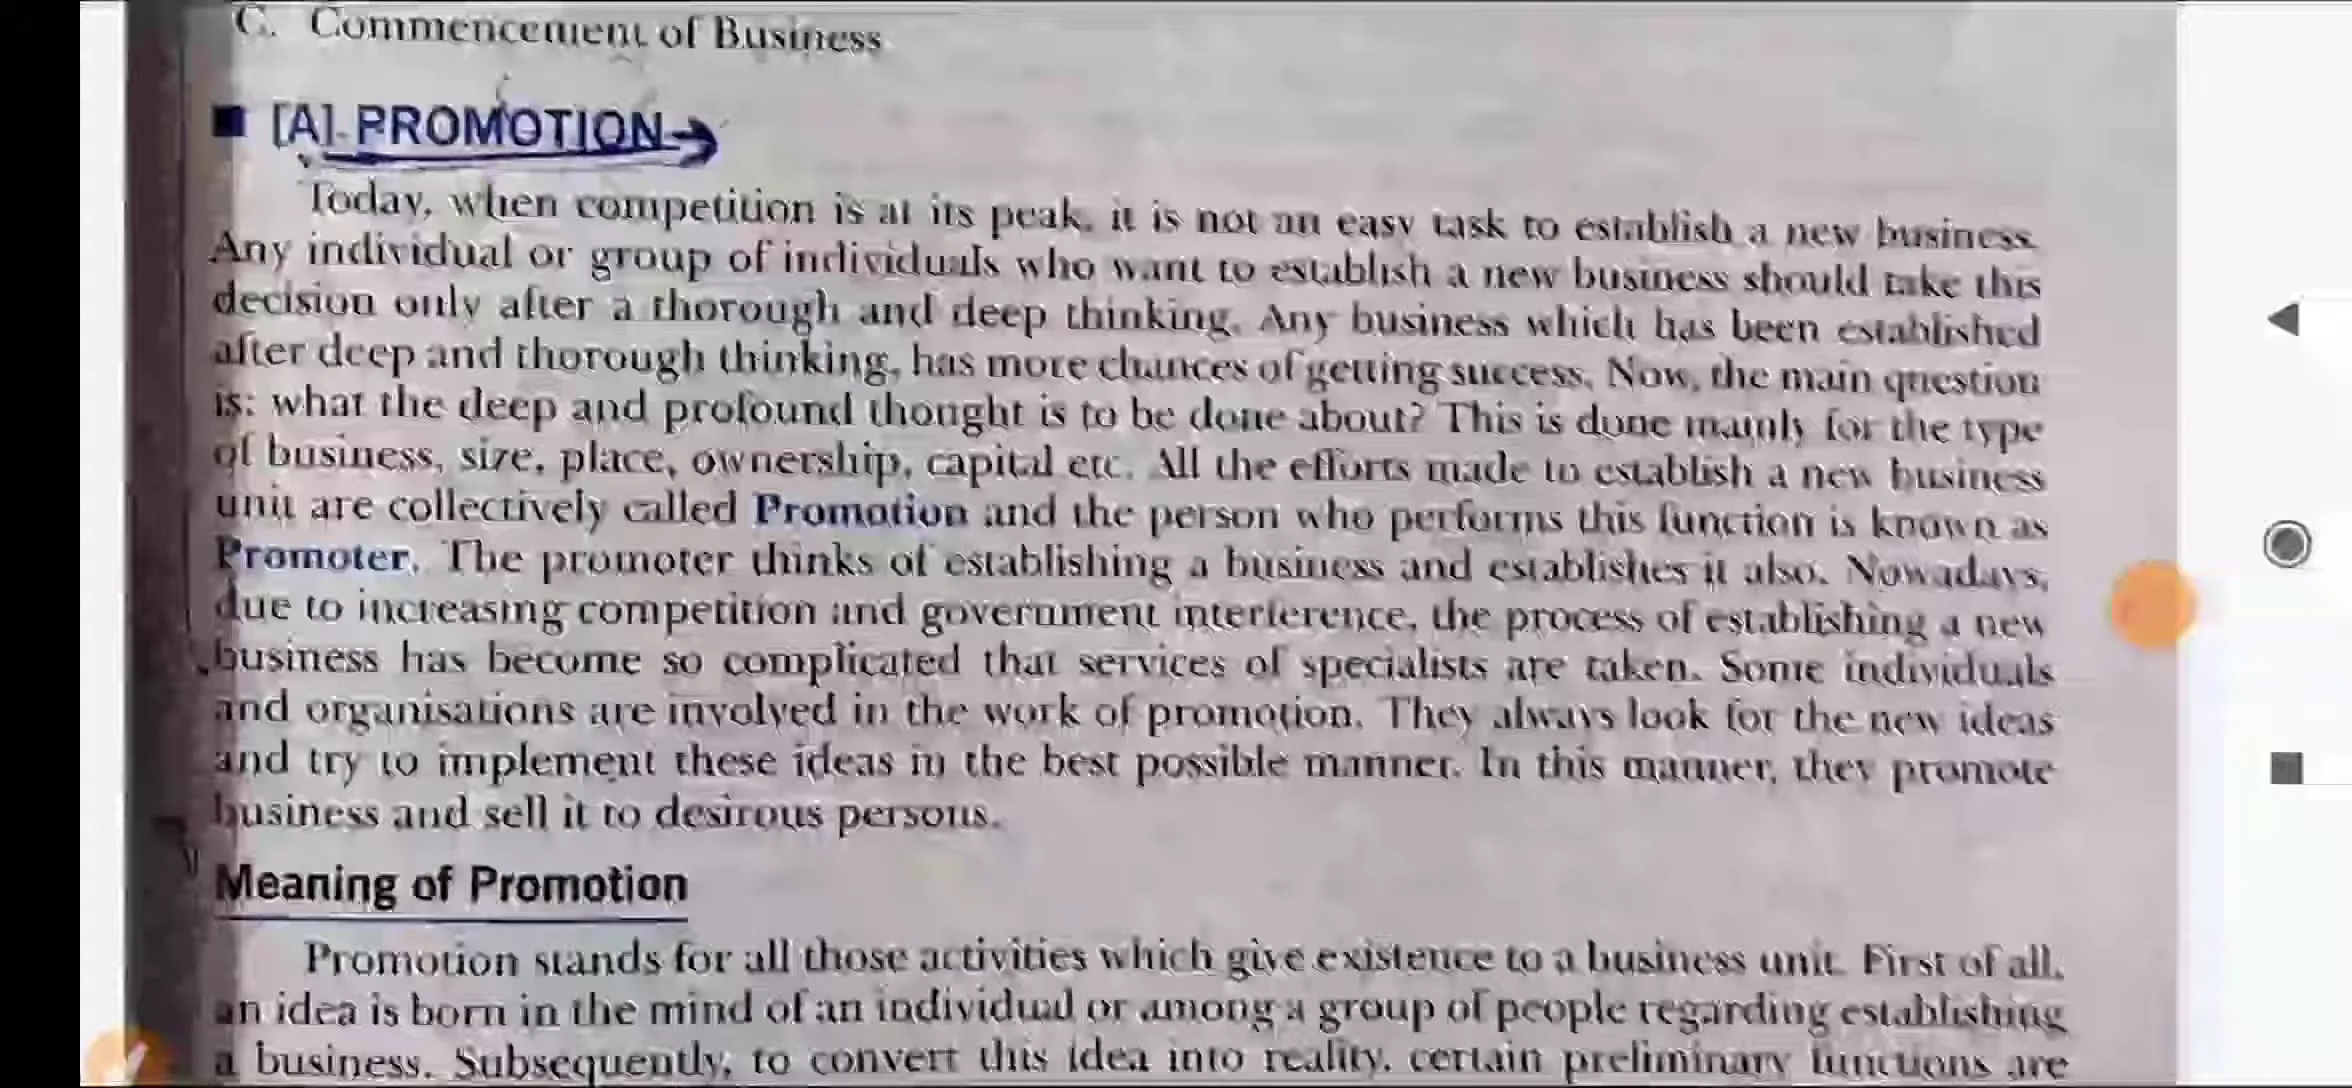 C. Commencement of Business
[A] PROMOTION
Today, when competition is at its peak, it is not an easy task to establish a new business.
Any individual or group of individuals who want to establish a new business should take this
decision only after a thorough and deep thinking. Any business which has been established
after deep and thorough thinking, has more chances of getting success. Now, the main question
is: what the deep and profound thought is to be done about? This is done mainly for the type
of business, size, place, ownership, capital etc. All the efforts made to establish a new business
unit are collectively called Promotion and the person who performs this function is known as
Promoter. The promoter thinks of establishing a business and establishes it also. Nowadays,
due to increasing competition and government interference, the process of establishing a new
business has become so complicated that services of specialists are taken. Some individuals
and organisations are involved in the work of promotion. They always look for the new ideas
and try to implement these ideas in the best possible manner. In this manner, they promote
business and sell it to desirous persons.
Meaning of Promotion
Promotion stands for all those activities which give existence to a business unit. First of all,
an idea is born in the mind of an individual or among a group of people regarding establishing
a business. Subsequently, to convert this idea into reality, certain preliminary functions are